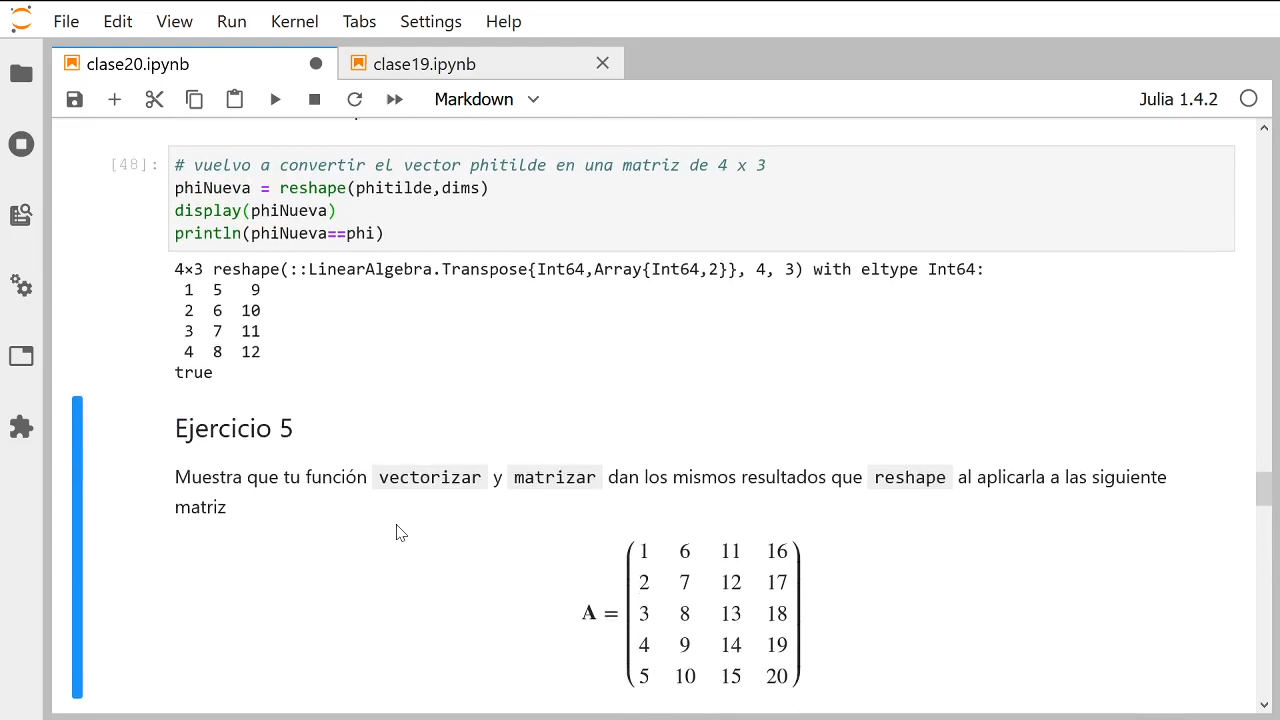 File Edit View Run Kernel Tabs Settings Help
clase20.ipynb clase19.ipynb
Markdown Julia 1.4.2
[48]: # vuelvo a convertir el vector phitilde en una matriz de 4 x 3
phiNueva = reshape(phitilde,dims)
display(phiNueva)
println(phiNueva==phi)
4×3 reshape(::LinearAlgebra.Transpose{Int64,Array{Int64,2}}, 4, 3) with eltype Int64:
1 5 9
2 6 10
3 7 11
4 8 12
true
Ejercicio 5
Muestra que tu función vectorizar y matrizar dan los mismos resultados que reshape al aplicarla a las siguiente
matriz
1 6 11 16
2 7 12 17
A = 3 8 13 18
4 9 14 19
5 10 15 20